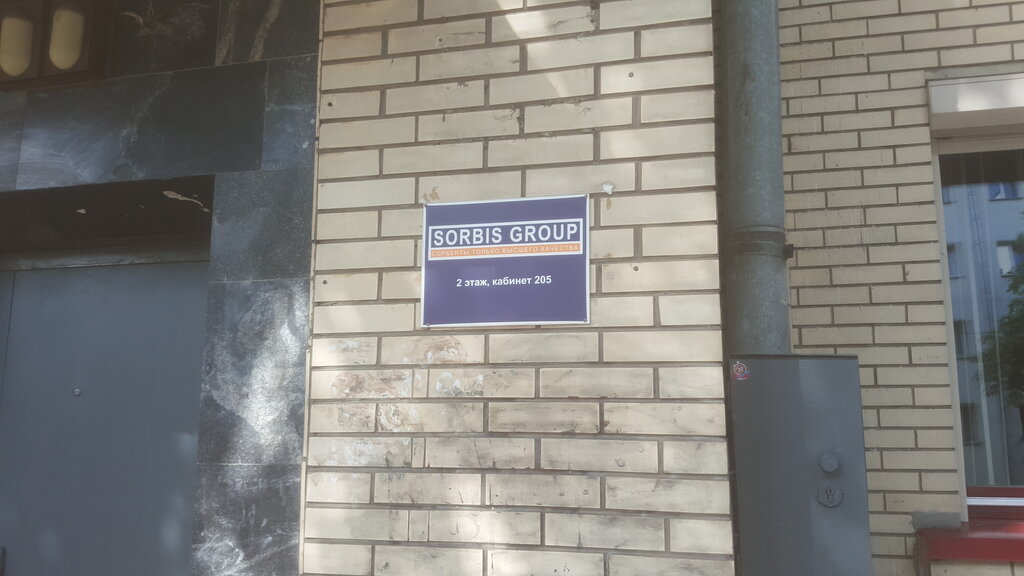 SORBIS GROUP
СОРБЕНТЫ ТОЛЬКО ВЫСШЕГО КАЧЕСТВА
2 этаж, кабинет 205